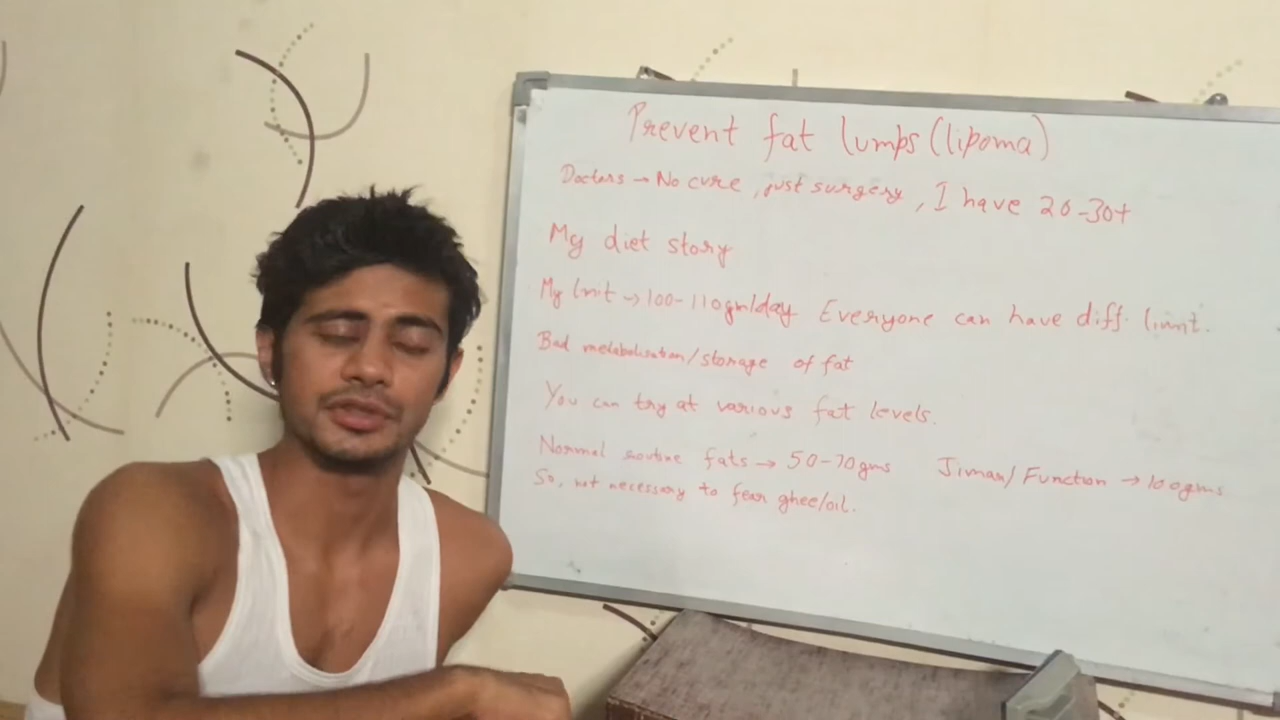 Prevent fat lumps (lipoma)
Doctors → No cure, just surgery, I have 20-30+
My diet story
My limit → 100-110gm/day Everyone can have diff. limit.
Bad metabolisation/storage of fat
You can try at various fat levels.
Normal routine fats → 50-70gms Jiman/Function → 100gms
So, not necessary to fear ghee/oil.